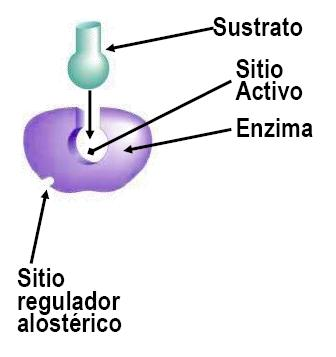 Sustrato
Sitio
Activo
Enzima
Sitio
regulador
alostérico